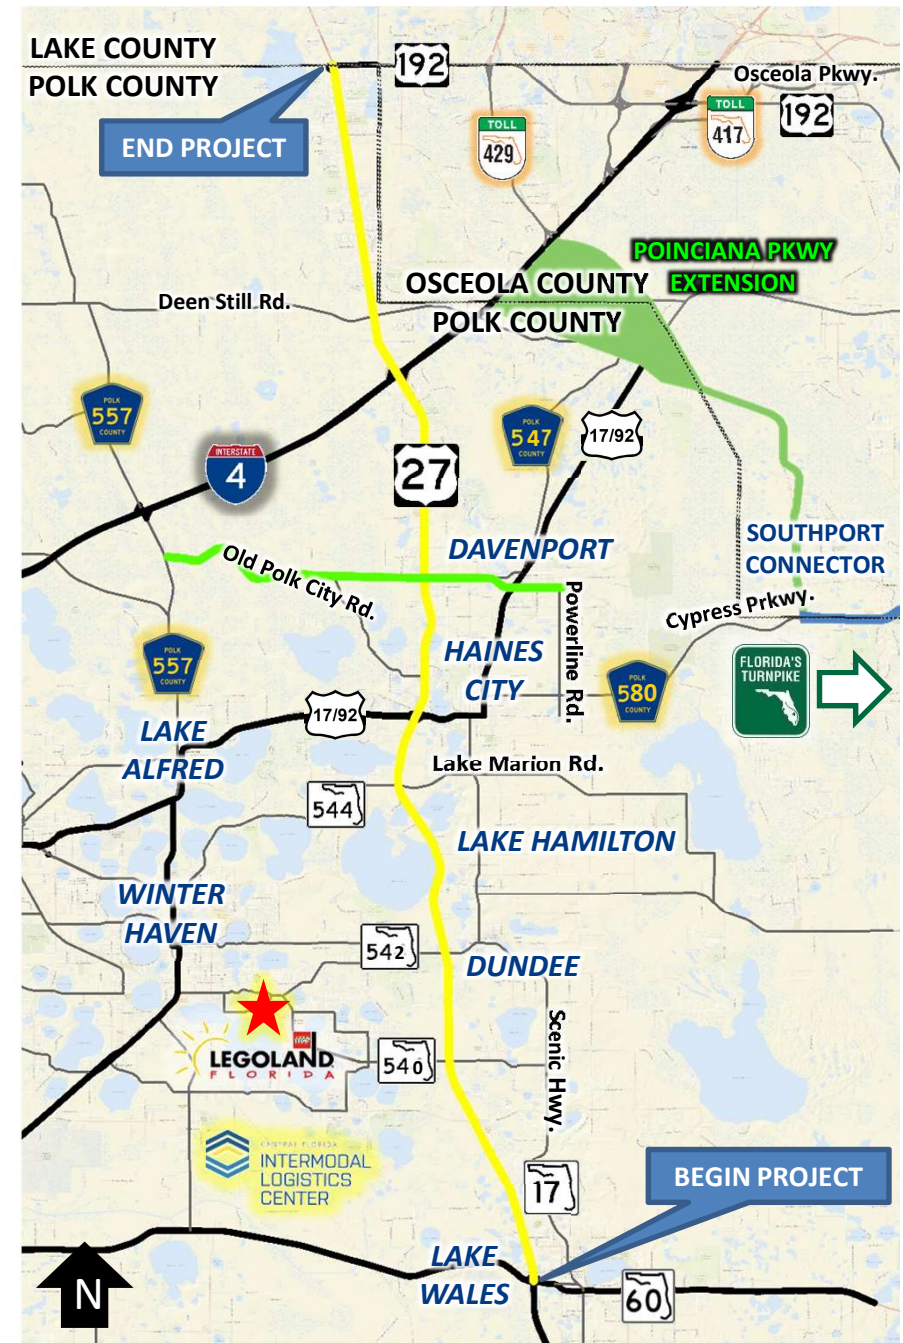 LAKE COUNTY
POLK COUNTY
192
Osceola Pkwy.
END PROJECT
TOLL
429
TOLL
417
192
POINCIANA PKWY
EXTENSION
OSCEOLA COUNTY
POLK COUNTY
Deen Still Rd.
POLK
557
COUNTY
POLK
547
COUNTY
17/92
INTERSTATE
4
27
DAVENPORT
SOUTHPORT
CONNECTOR
Old Polk City Rd.
Powerline Rd.
Cypress Prkwy.
HAINES
CITY
POLK
557
COUNTY
POLK
580
COUNTY
FLORIDA'S
TURNPIKE
17/92
LAKE
ALFRED
Lake Marion Rd.
544
LAKE HAMILTON
WINTER
HAVEN
542
DUNDEE
LEGO
LEGOLAND
FLORIDA
540
Scenic Hwy.
CENTRAL FLORIDA
INTERMODAL
LOGISTICS
CENTER
17
BEGIN PROJECT
LAKE
WALES
60
N